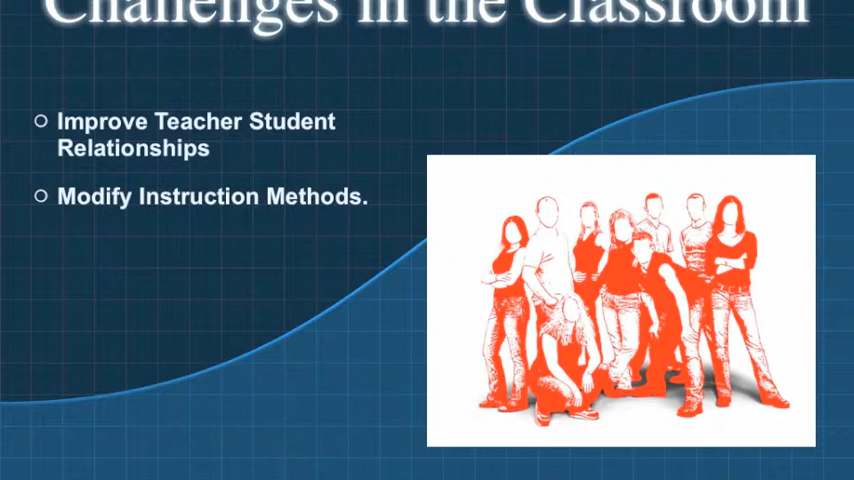 Challenges in the Classroom
Improve Teacher Student
Relationships
Modify Instruction Methods.